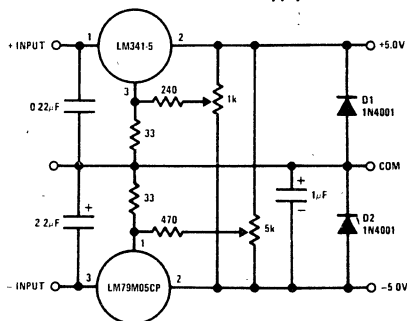 + INPUT
1
LM341-5
2
+5.0V
3
240
1k
0.22µF
33
D1
1N4001
COM
33
+
2.2µF
+
1µF
−
470
5k
D2
1N4001
1
− INPUT
3
LM79M05CP
2
−5.0V